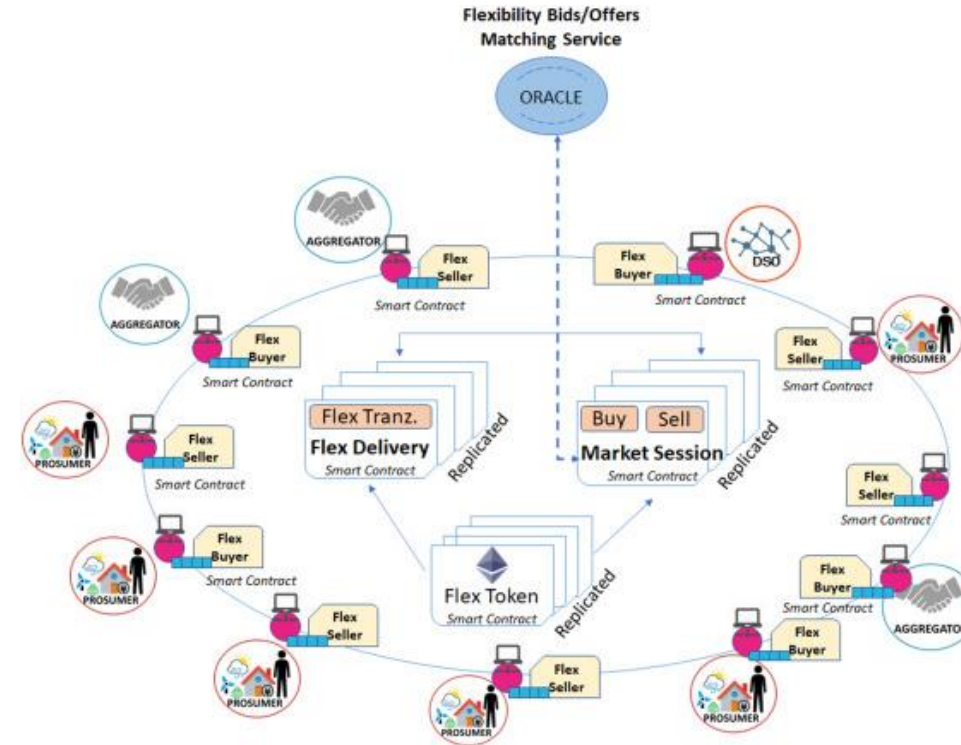 Flexibility Bids/Offers
Matching Service
ORACLE
AGGREGATOR
Flex
Seller
Smart Contract
Flex
Buyer
Smart Contract
DSO
AGGREGATOR
Flex
Buyer
Smart Contract
Flex
Seller
Smart Contract
PROSUMER
Flex Tranz.
Flex Delivery
Smart Contract
Replicated
Buy
Sell
Market Session
Smart Contract
Replicated
PROSUMER
Flex
Seller
Smart Contract
Flex
Seller
Smart Contract
PROSUMER
Flex
Buyer
Smart Contract
Flex Token
Smart Contract
Replicated
Flex
Buyer
Smart Contract
AGGREGATO
PROSUMER
Flex
Seller
PROSUMER
Flex
Seller
Flex
Buyer
PROSUMER